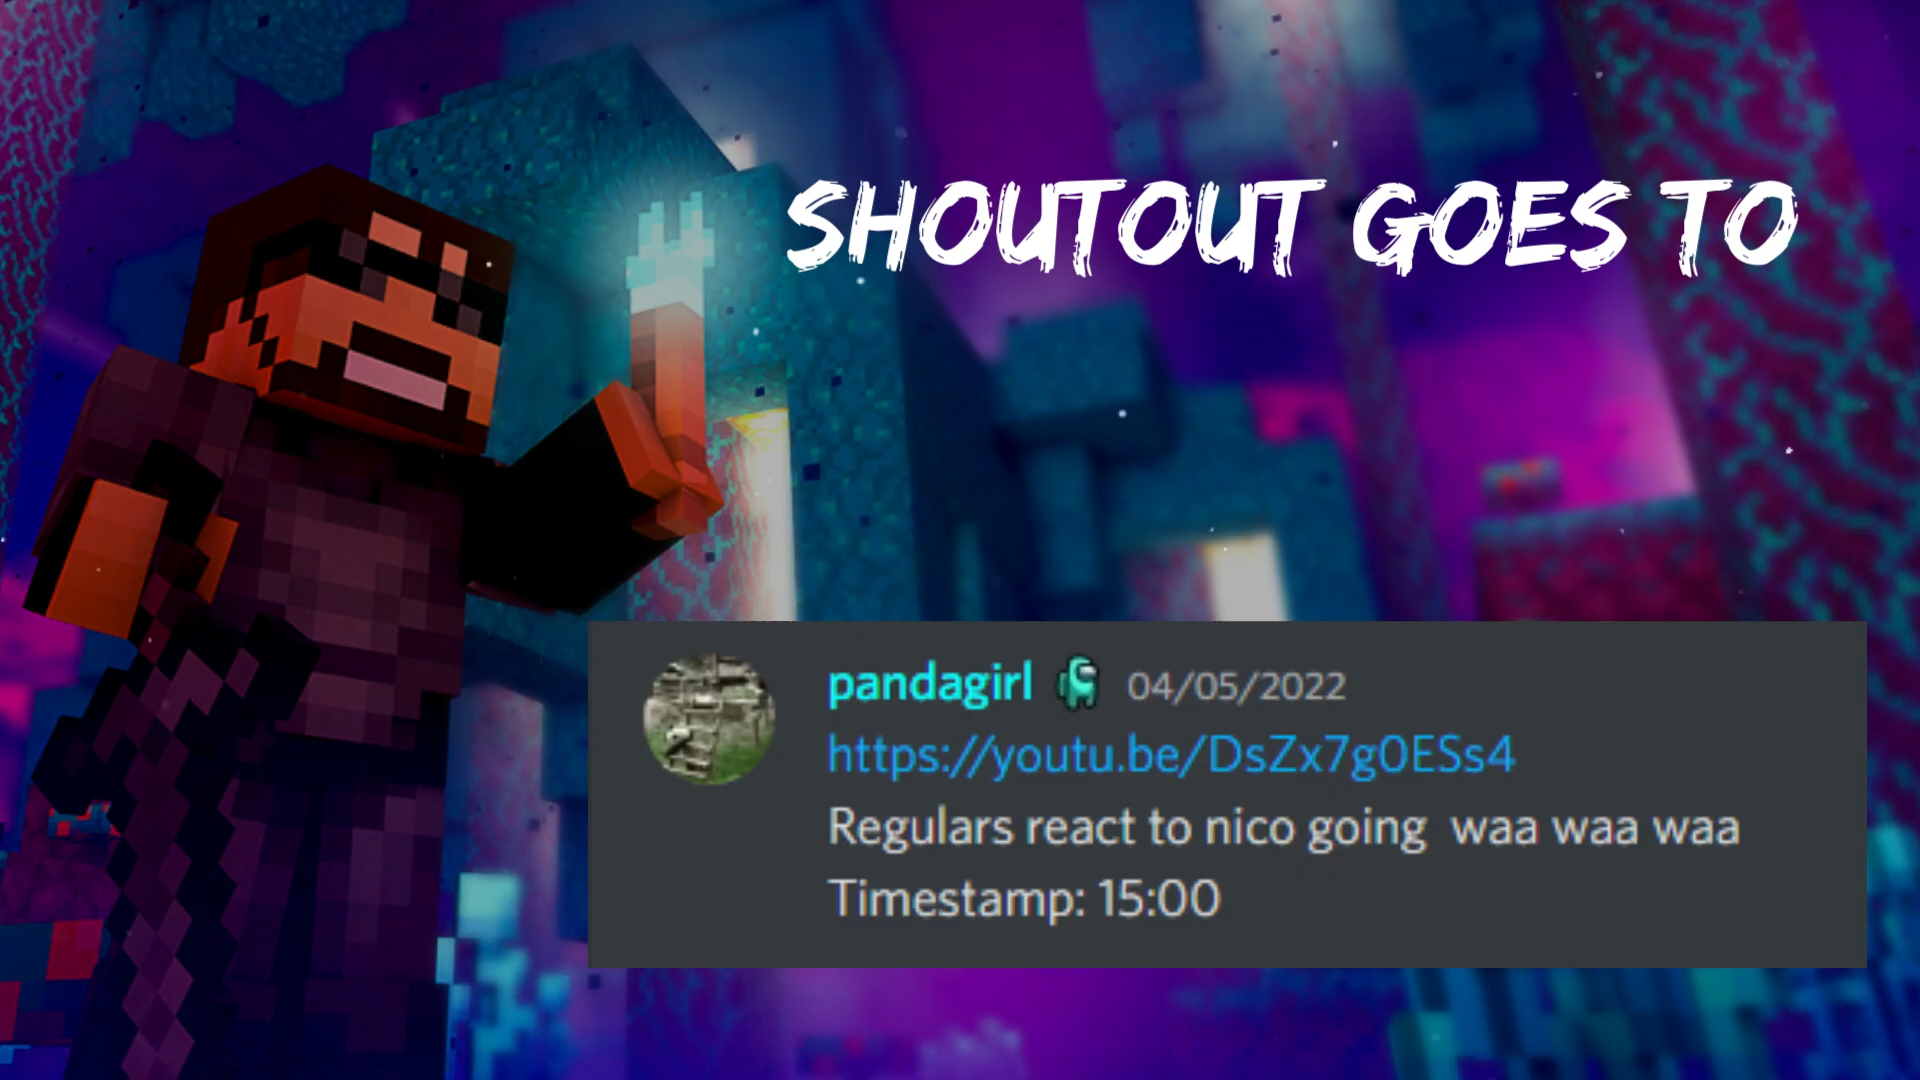 SHOUTOUT GOES TO
pandagirl 04/05/2022
https://youtu.be/DsZx7g0ESs4
Regulars react to nico going waa waa waa
Timestamp: 15:00